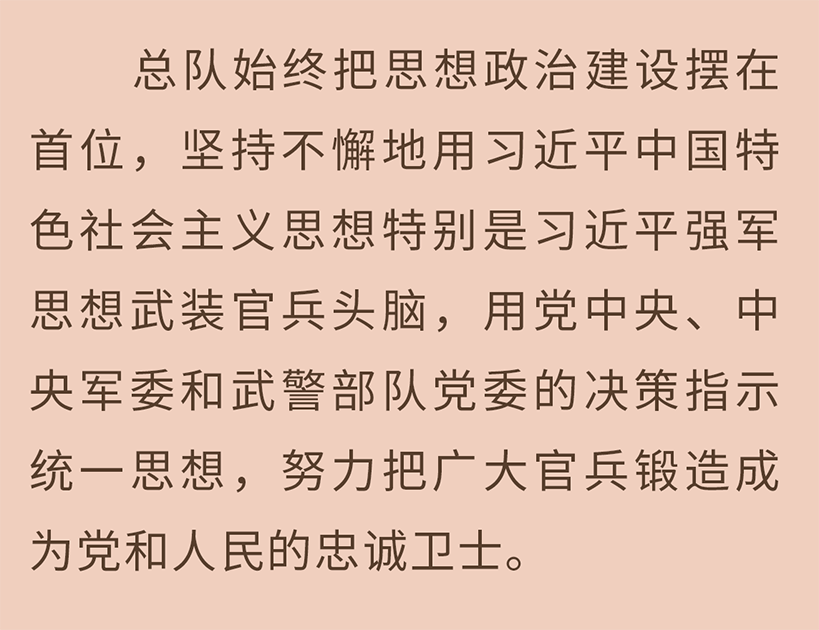 总队始终把思想政治建设摆在
首位，坚持不懈地用习近平中国特
色社会主义思想特别是习近平强军
思想武装官兵头脑，用党中央、中
央军委和武警部队党委的决策指示
统一思想，努力把广大官兵锻造成
为党和人民的忠诚卫士。